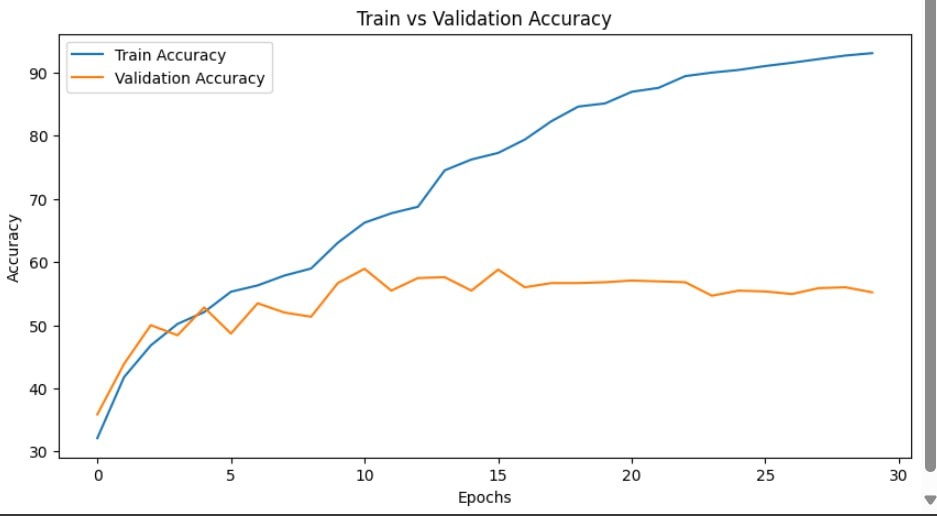 Train vs Validation Accuracy
Train Accuracy
Validation Accuracy
90
80
70
60
50
40
30
Accuracy
0 5 10 15 20 25 30
Epochs